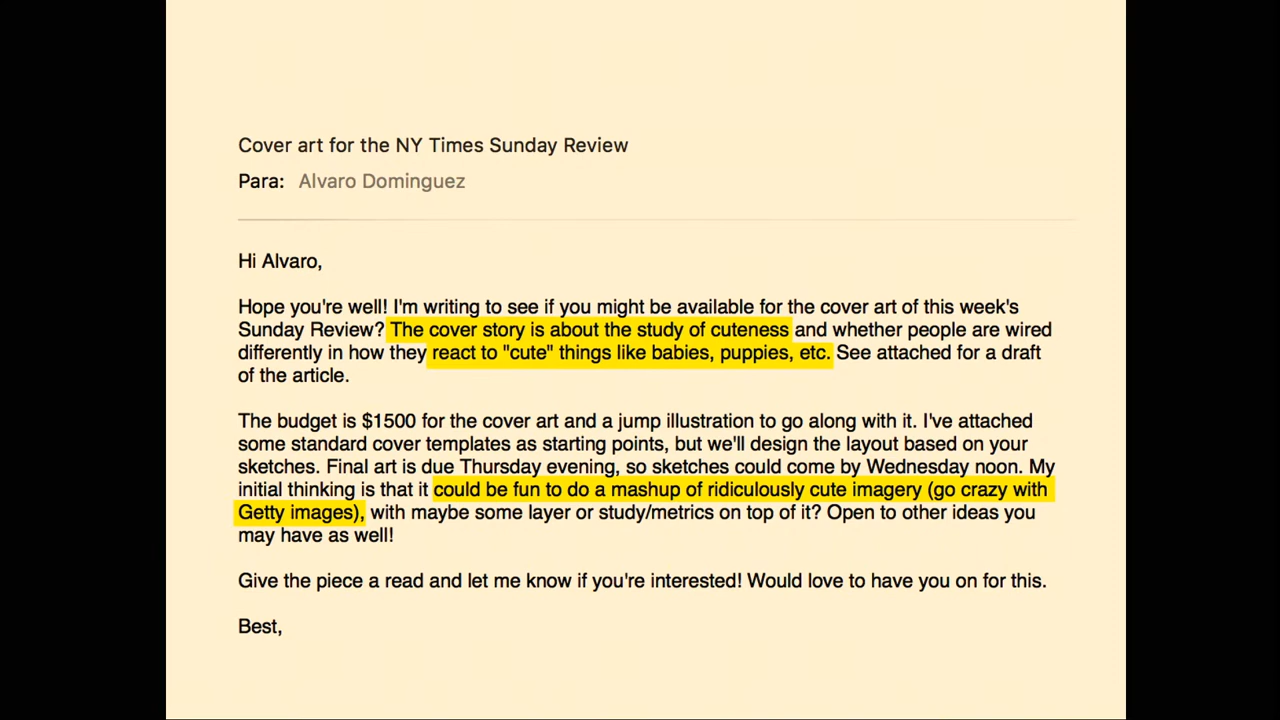 Cover art for the NY Times Sunday Review
Para: Alvaro Dominguez
Hi Alvaro,
Hope you're well! I'm writing to see if you might be available for the cover art of this week's
Sunday Review? The cover story is about the study of cuteness and whether people are wired
differently in how they react to "cute" things like babies, puppies, etc. See attached for a draft
of the article.
The budget is $1500 for the cover art and a jump illustration to go along with it. I've attached
some standard cover templates as starting points, but we'll design the layout based on your
sketches. Final art is due Thursday evening, so sketches could come by Wednesday noon. My
initial thinking is that it could be fun to do a mashup of ridiculously cute imagery (go crazy with
Getty images), with maybe some layer or study/metrics on top of it? Open to other ideas you
may have as well!
Give the piece a read and let me know if you're interested! Would love to have you on for this.
Best,